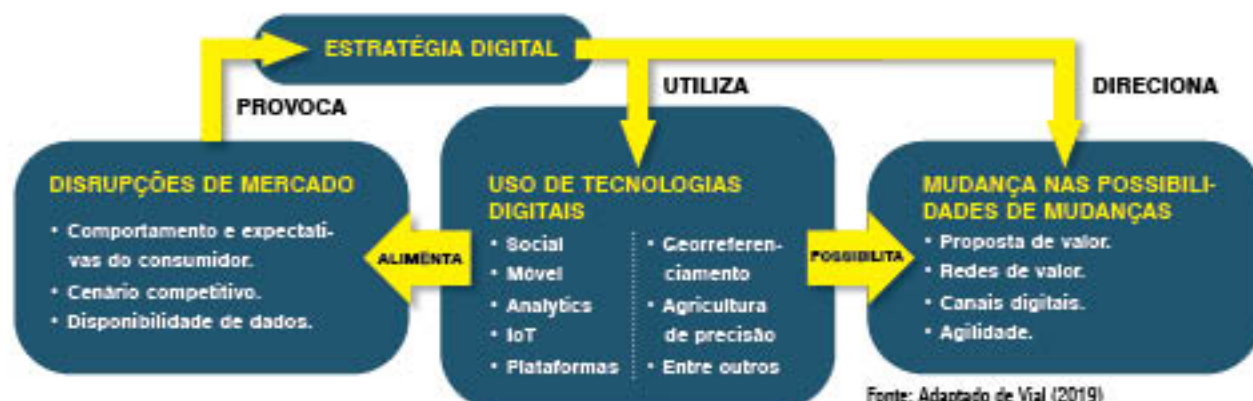 ESTRATÉGIA DIGITAL
PROVOCA
UTILIZA
DIRECIONA
DISRUPÇÕES DE MERCADO
• Comportamento e expectati-
vas do consumidor.
• Cenário competitivo.
• Disponibilidade de dados.
ALIMENTA
USO DE TECNOLOGIAS
DIGITAIS
• Social
• Móvel
• Analytics
• IoT
• Plataformas
• Georreferen-
ciamento
• Agricultura
de precisão
• Entre outros
POSSIBILITA
MUDANÇA NAS POSSIBILI-
DADES DE MUDANÇAS
• Proposta de valor.
• Redes de valor.
• Canais digitais.
• Agilidade.
Fonte: Adaptado de Vial (2019)